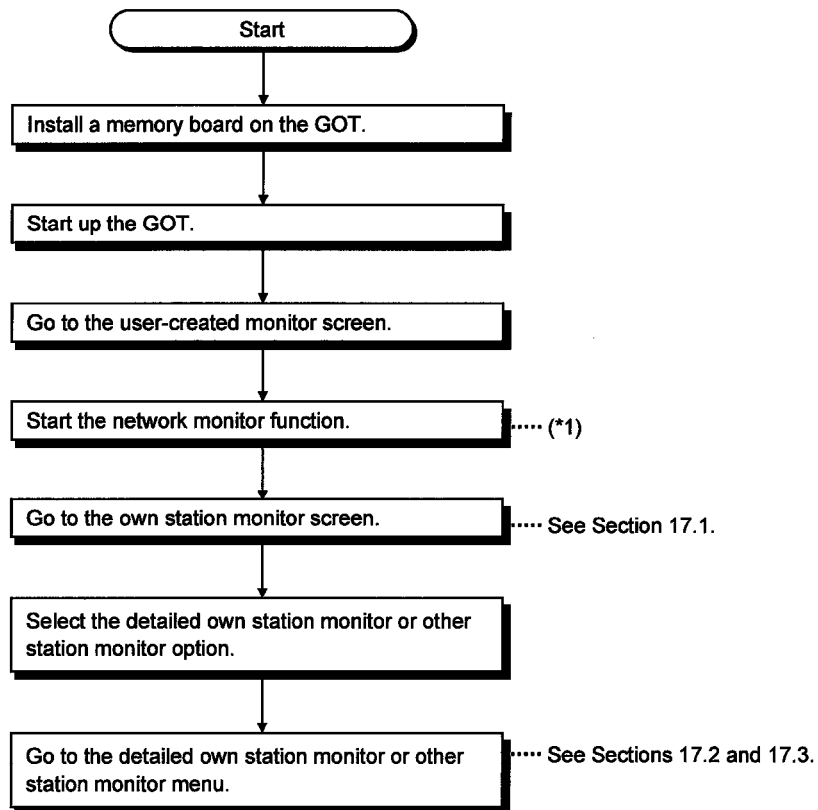 Start
Install a memory board on the GOT.
Start up the GOT.
Go to the user-created monitor screen.
Start the network monitor function.
(*1)
Go to the own station monitor screen.
See Section 17.1.
Select the detailed own station monitor or other
station monitor option.
Go to the detailed own station monitor or other
station monitor menu.
See Sections 17.2 and 17.3.